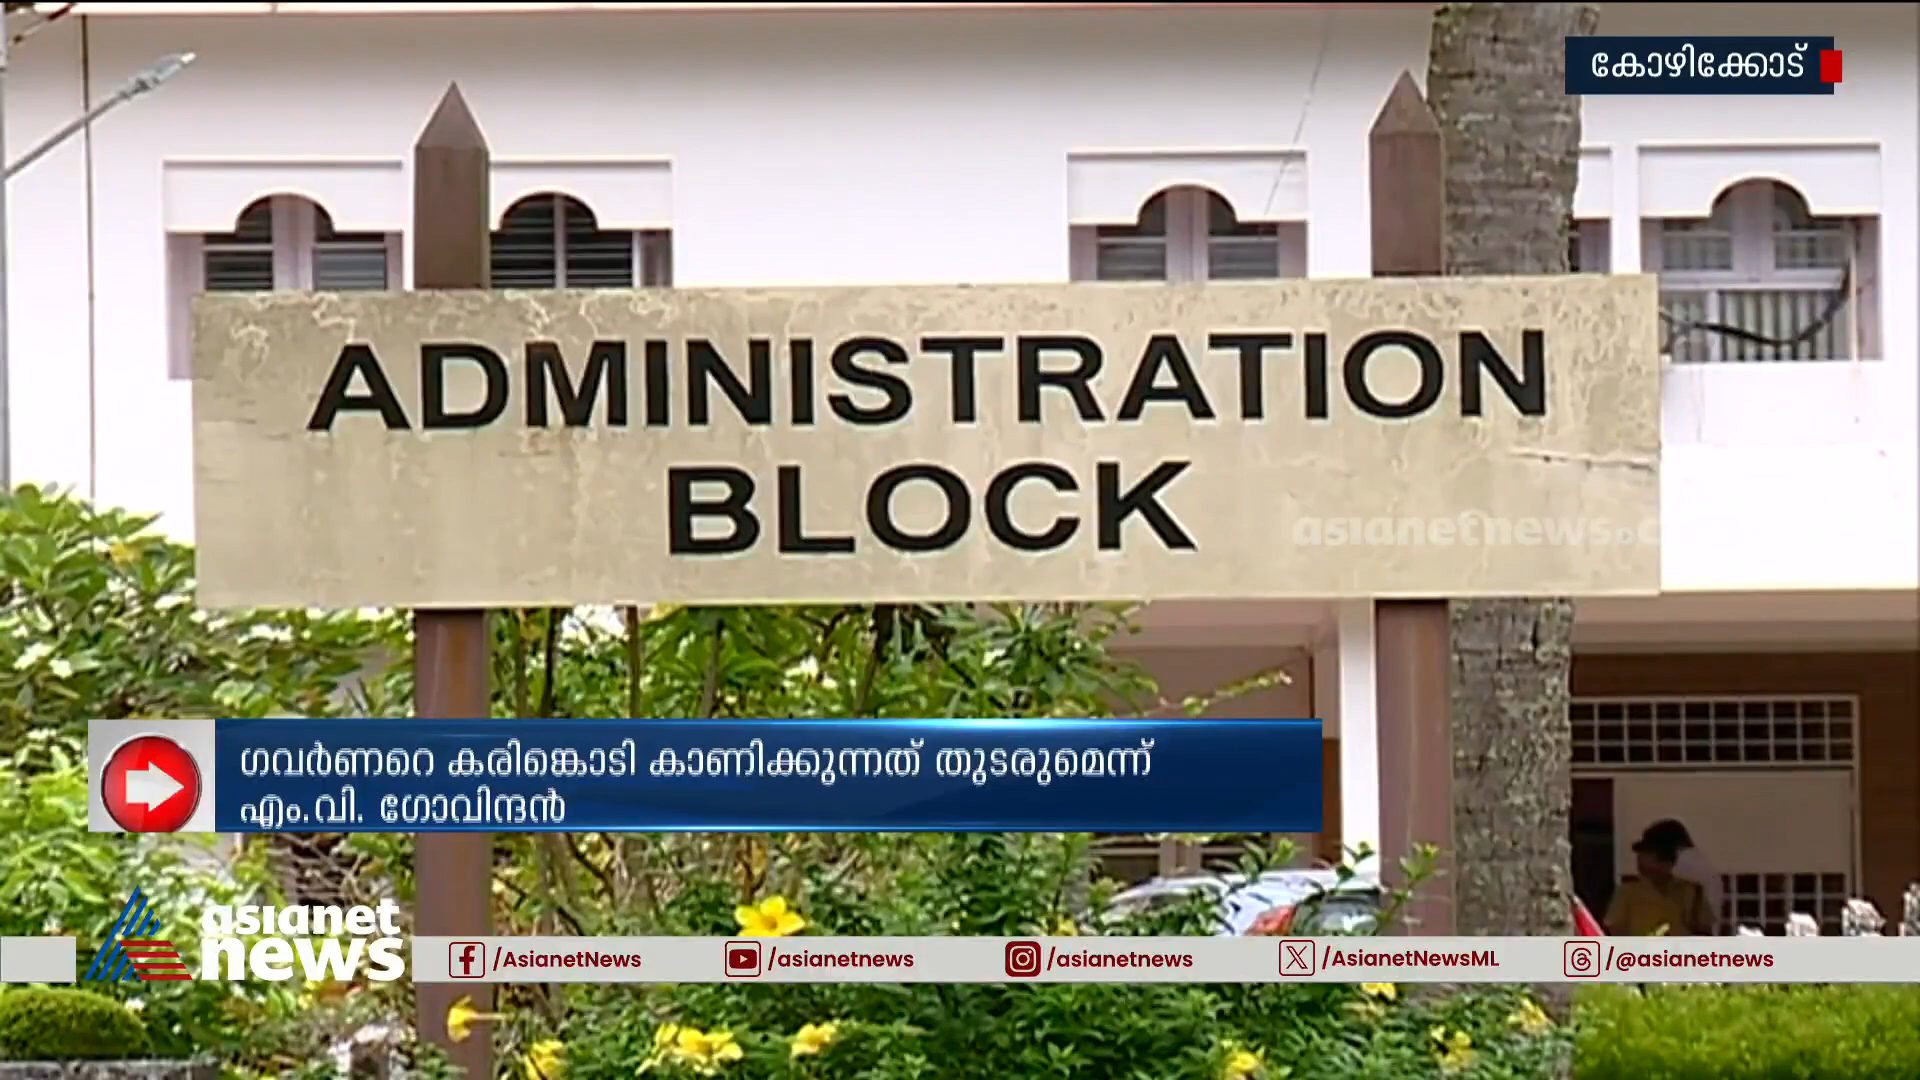 കോഴിക്കോട്
ADMINISTRATION
BLOCK
asianetnews.c
ഗവർണറെ കരിങ്കൊടി കാണിക്കുന്നത് തുടരുമെന്ന്
എം.വി. ഗോവിന്ദൻ
asianet
news
/AsianetNews
/asianetnews
/asianetnews
/AsianetNewsML
/@asianetnews